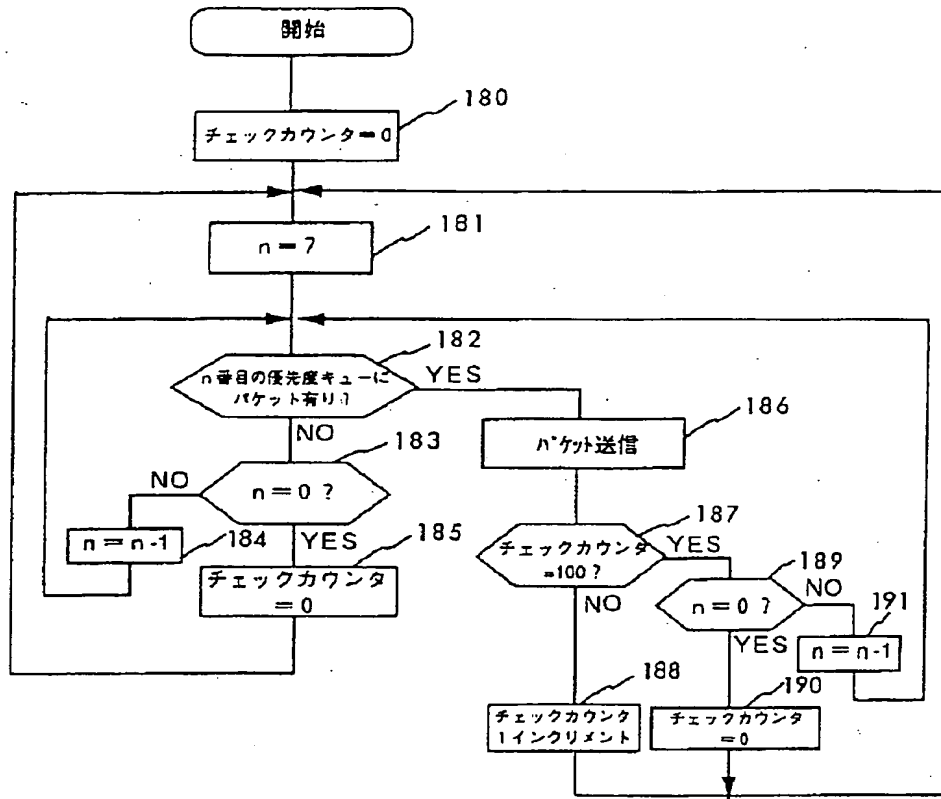 開始
180
チェックカウンタ=0
n=7
181
182
n番目の優先度キューに
パケット有り?
YES
NO
186
パケット送信
183
n=0?
NO
YES
n=n-1
184
185
チェックカウンタ
=0
187
チェックカウンタ
=100?
YES
NO
189
n=0?
NO
YES
191
n=n-1
188
チェックカウンタ
1インクリメント
190
チェックカウンタ
=0